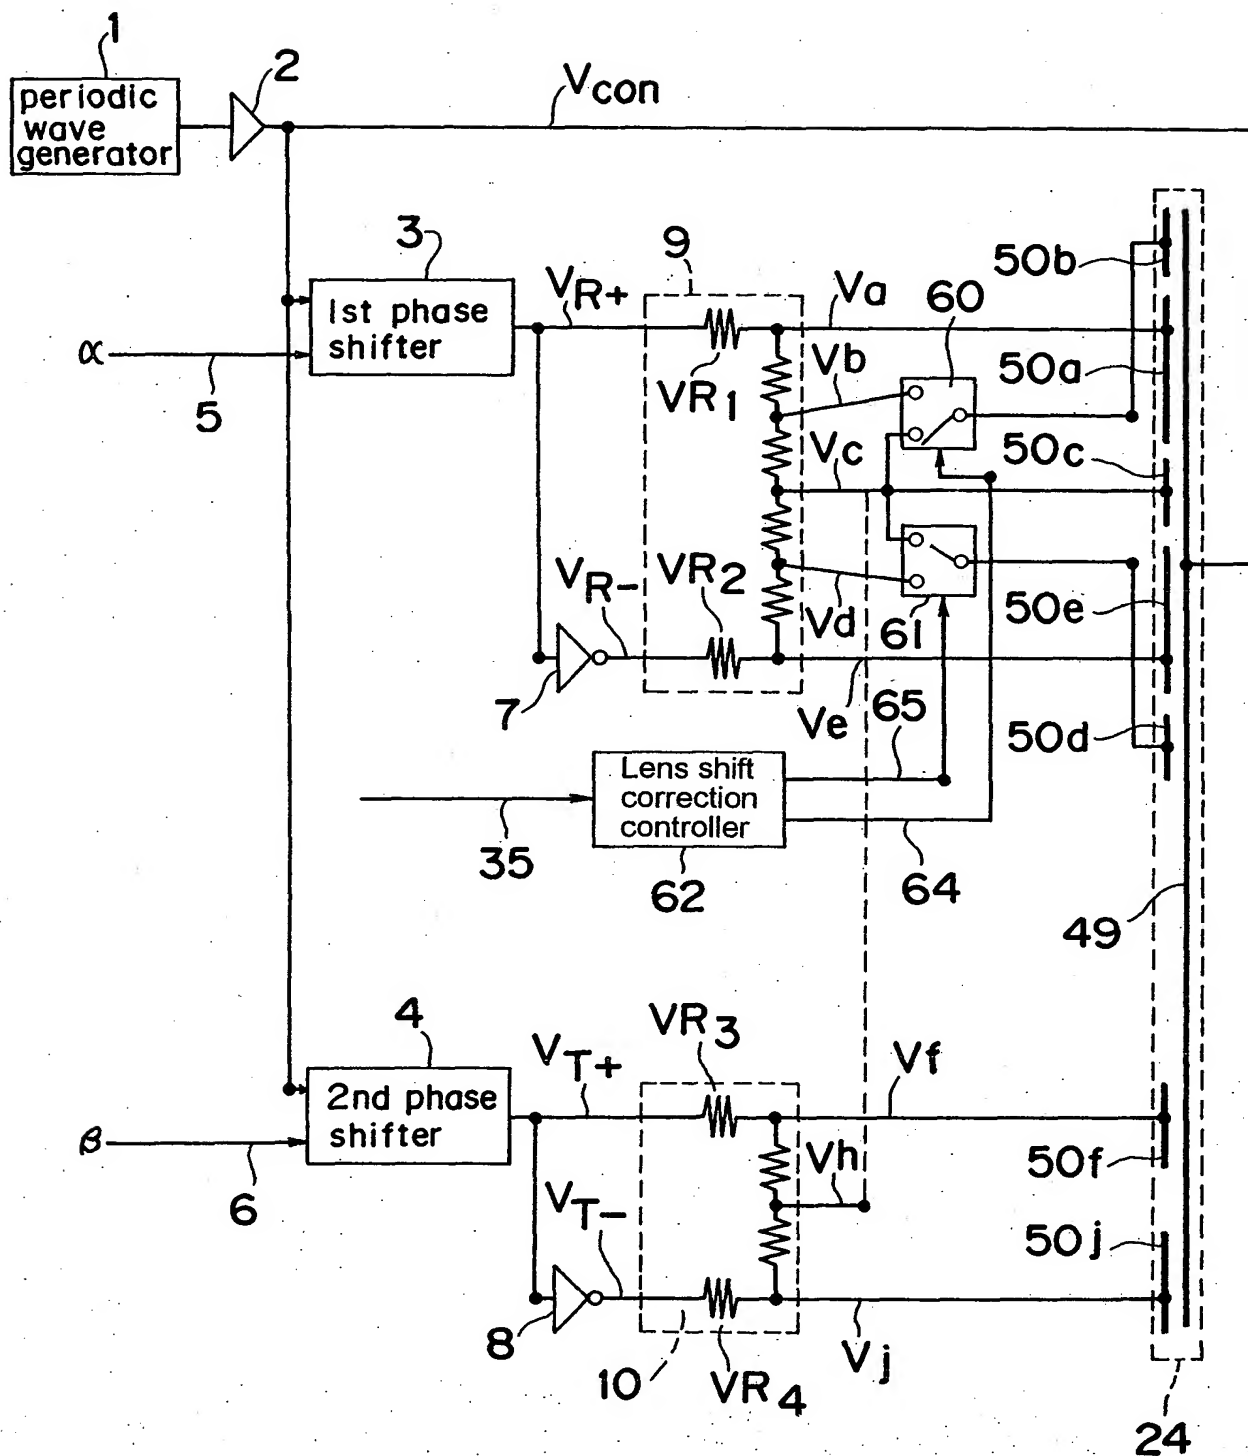 1
2
periodic
wave
generator
Vcon
3
1st phase
shifter
α
5
VR+
9
VR1
Va
Vb
60
50b
50a
Vc
50c
VR-
VR2
Vd
61
50e
7
Ve
65
50d
Lens shift
correction
controller
35
62
64
49
4
2nd phase
shifter
β
6
VT+
VR3
Vf
Vh
50f
VT-
50j
8
10
VR4
Vj
24